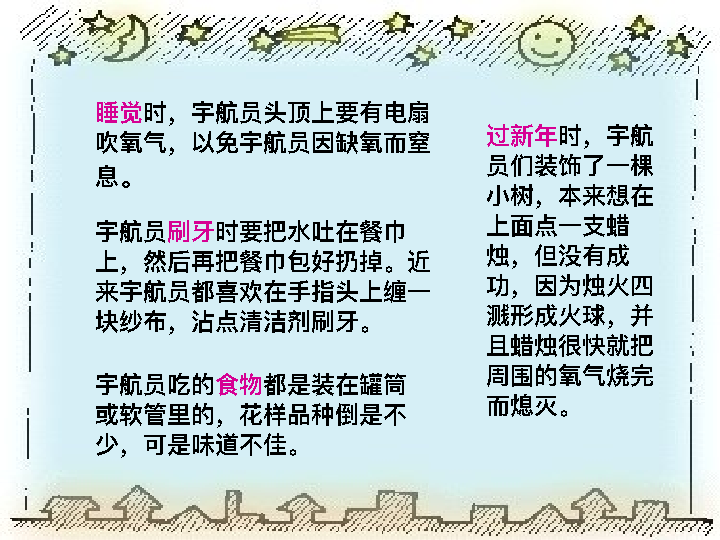 睡觉时，宇航员头顶上要有电扇
吹氧气，以免宇航员因缺氧而窒
息。
宇航员刷牙时要把水吐在餐巾
上，然后再把餐巾包好扔掉。近
来宇航员都喜欢在手指头上缠一
块纱布，沾点清洁剂刷牙。
宇航员吃的食物都是装在罐筒
或软管里的，花样品种倒是不
少，可是味道不佳。
过新年时，宇航
员们装饰了一棵
小树，本来想在
上面点一支蜡
烛，但没有成
功，因为烛火四
溅形成火球，并
且蜡烛很快就把
周围的氧气烧完
而熄灭。